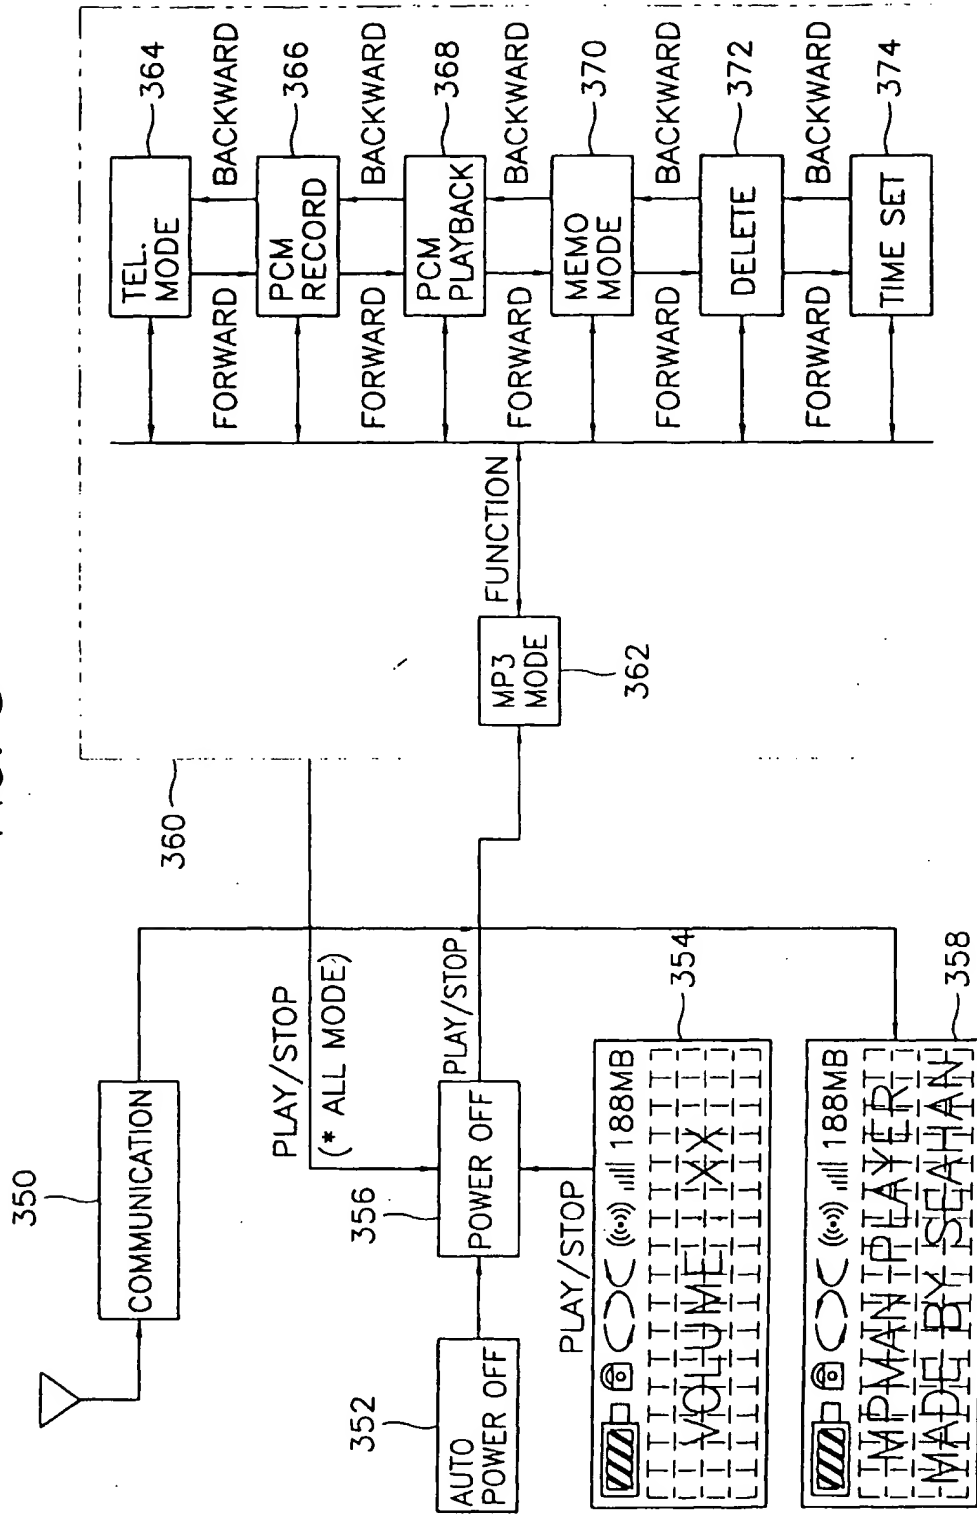 350
COMMUNICATION
352
AUTO
POWER OFF
356
POWER OFF
PLAY/STOP
(* ALL MODE)
PLAY/STOP
PLAY/STOP
354
188MB
VOLUME : XX
358
188MB
MPMAN PLAYER
MADE BY SEAHAN
360
MP3
MODE
362
FUNCTION
TEL.
MODE
364
FORWARD
BACKWARD
PCM
RECORD
366
FORWARD
BACKWARD
PCM
PLAYBACK
368
FORWARD
BACKWARD
MEMO
MODE
370
FORWARD
BACKWARD
DELETE
372
FORWARD
BACKWARD
TIME SET
374